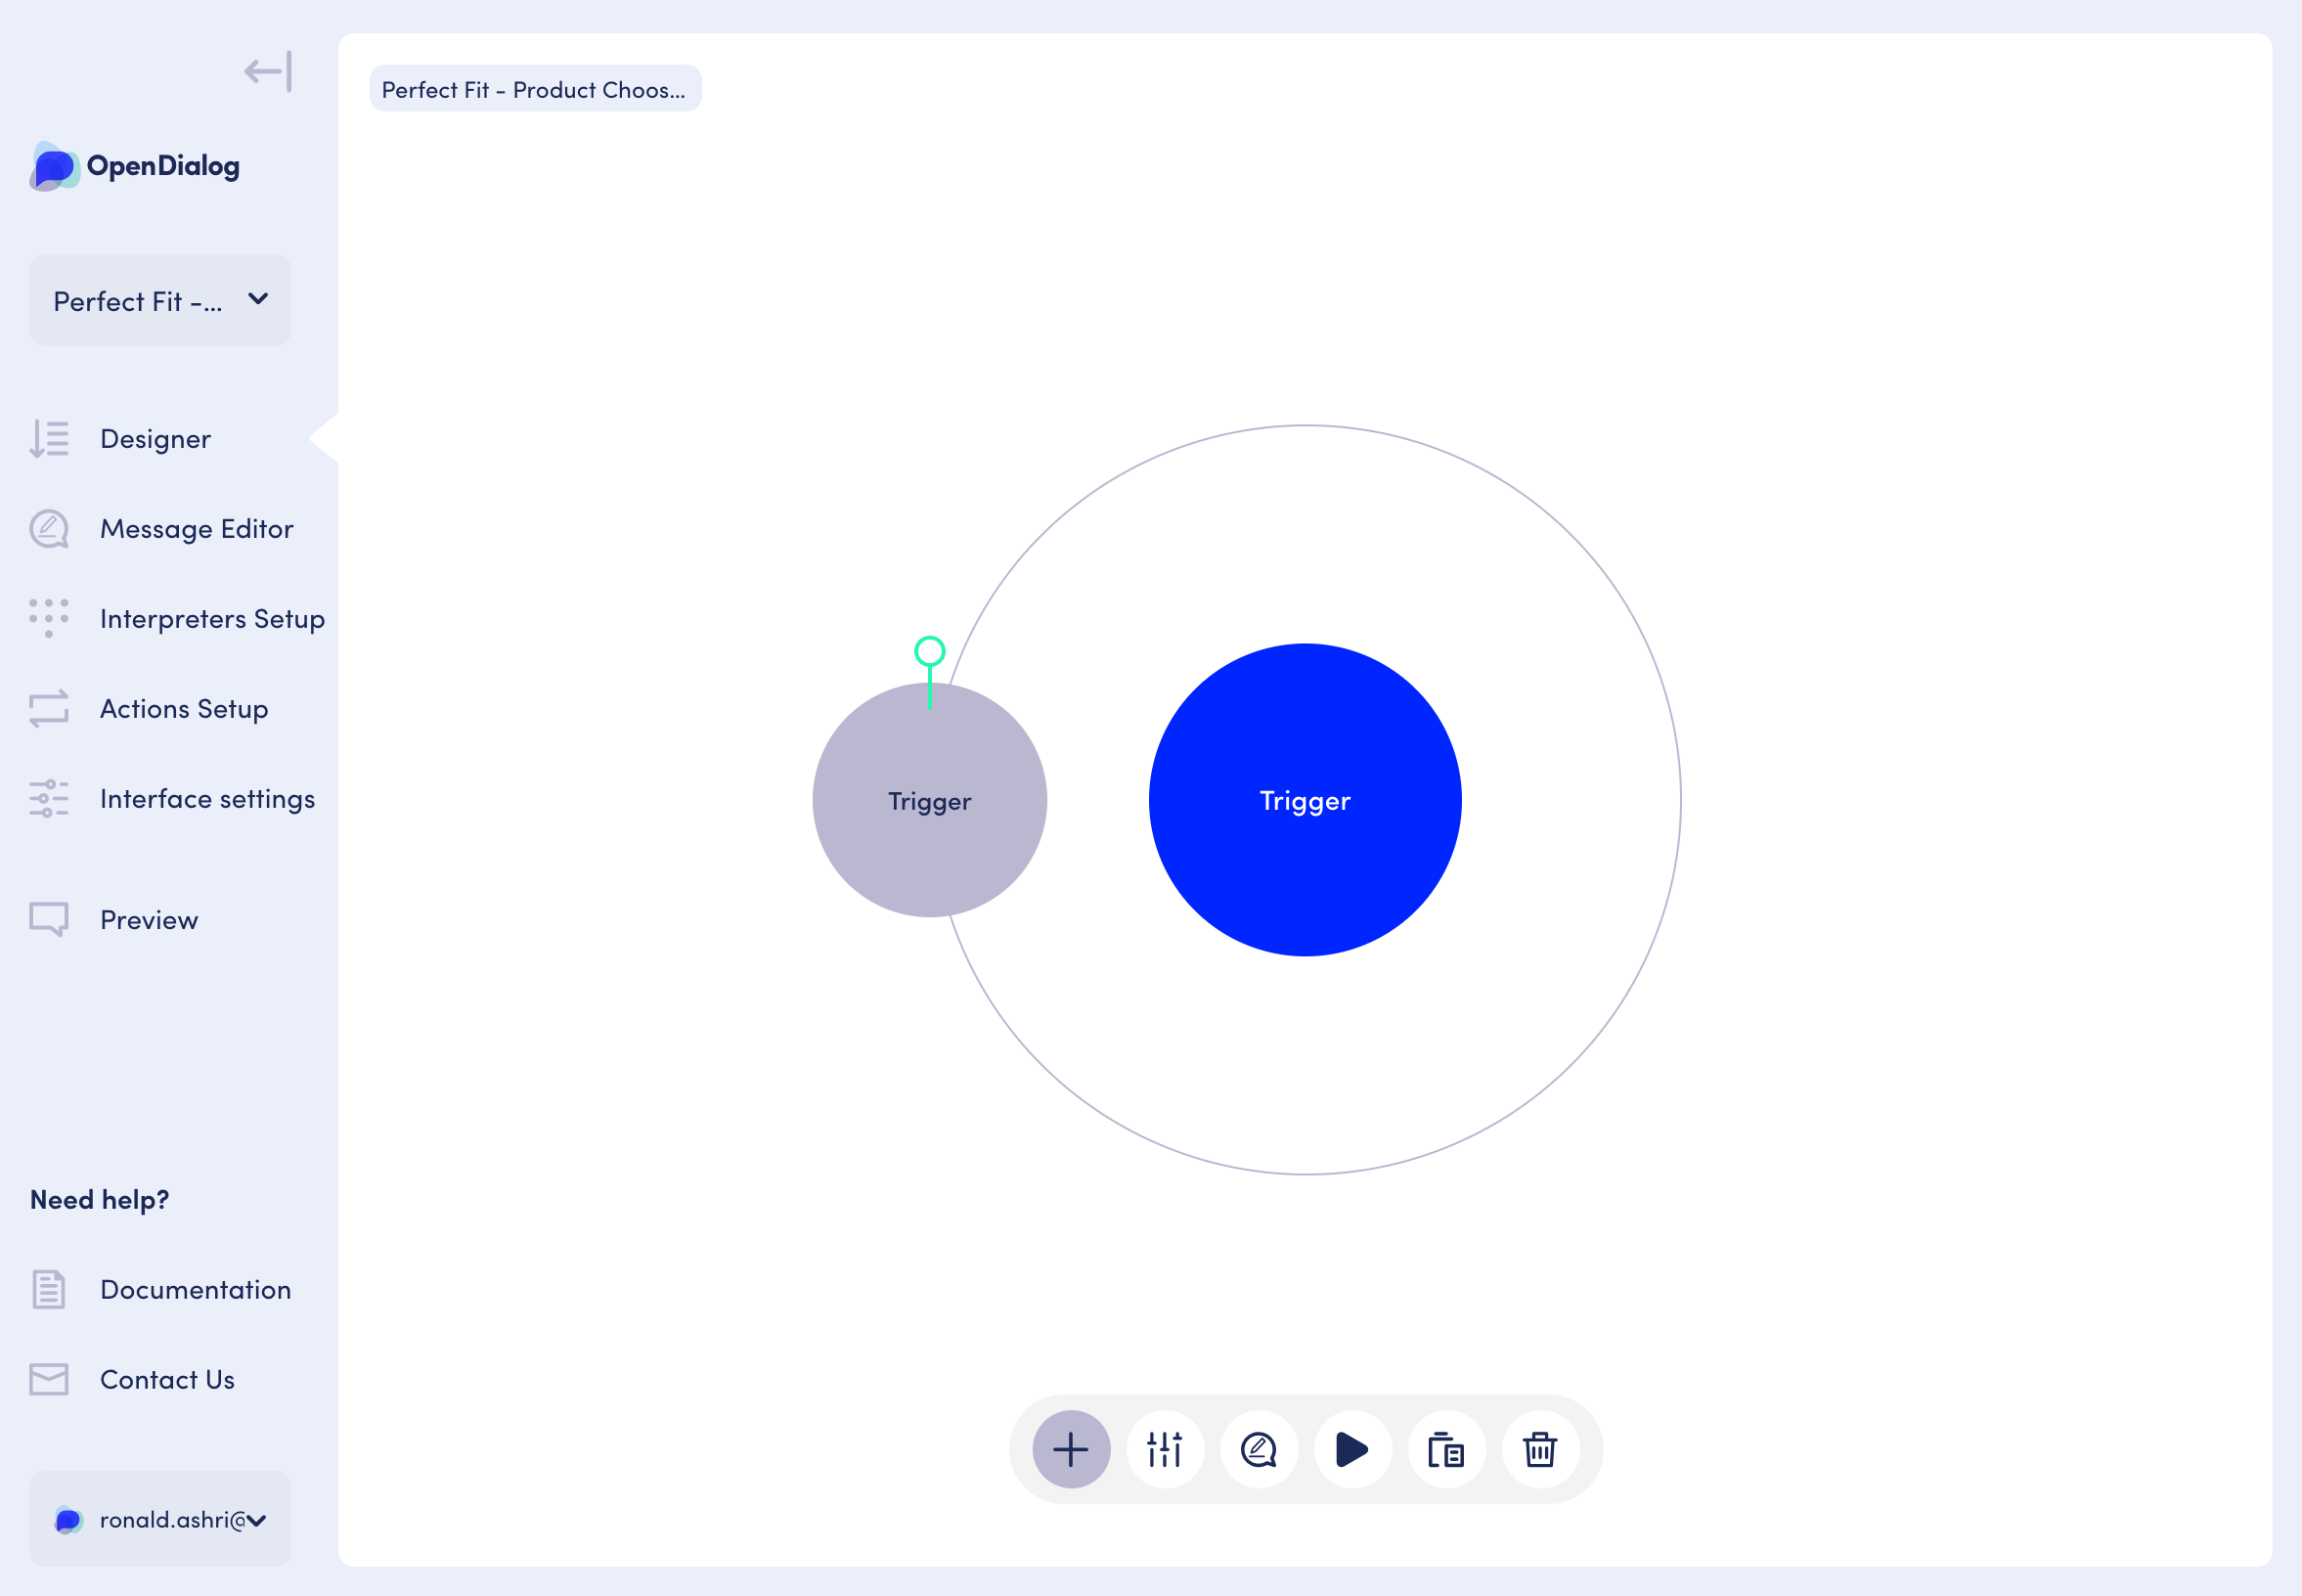 OpenDialog
Perfect Fit -...
Designer
Message Editor
Interpreters Setup
Actions Setup
Interface settings
Preview
Need help?
Documentation
Contact Us
ronald.ashri@
Perfect Fit - Product Choos...
Trigger
Trigger